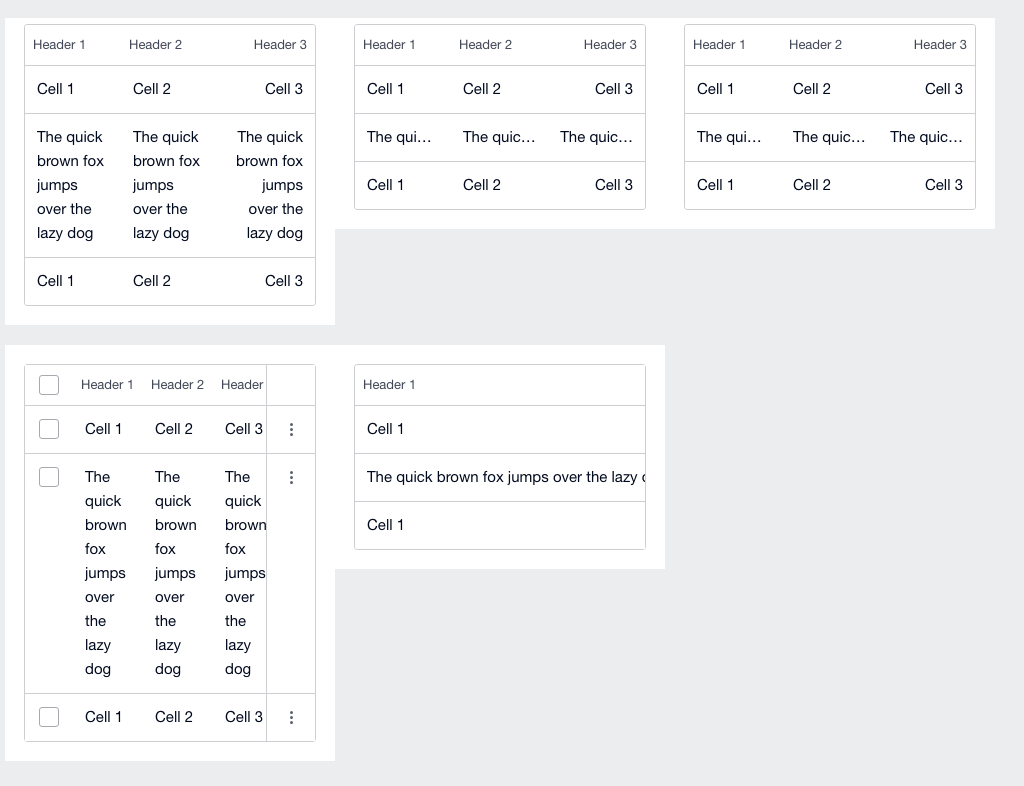 Header 1 Header 2 Header 3
Cell 1 Cell 2 Cell 3
The quick The quick The quick
brown fox brown fox brown fox
jumps jumps jumps
over the over the over the
lazy dog lazy dog lazy dog
Cell 1 Cell 2 Cell 3
Header 1 Header 2 Header 3
Cell 1 Cell 2 Cell 3
The qui... The quic... The quic...
Cell 1 Cell 2 Cell 3
Header 1 Header 2 Header 3
Cell 1 Cell 2 Cell 3
The qui... The quic... The quic...
Cell 1 Cell 2 Cell 3
Header 1 Header 2 Header
Cell 1 Cell 2 Cell 3
The The The
quick quick quick
brown brown brown
fox fox fox
jumps jumps jumps
over over over
the the the
lazy lazy lazy
dog dog dog
Cell 1 Cell 2 Cell 3
Header 1
Cell 1
The quick brown fox jumps over the lazy
Cell 1